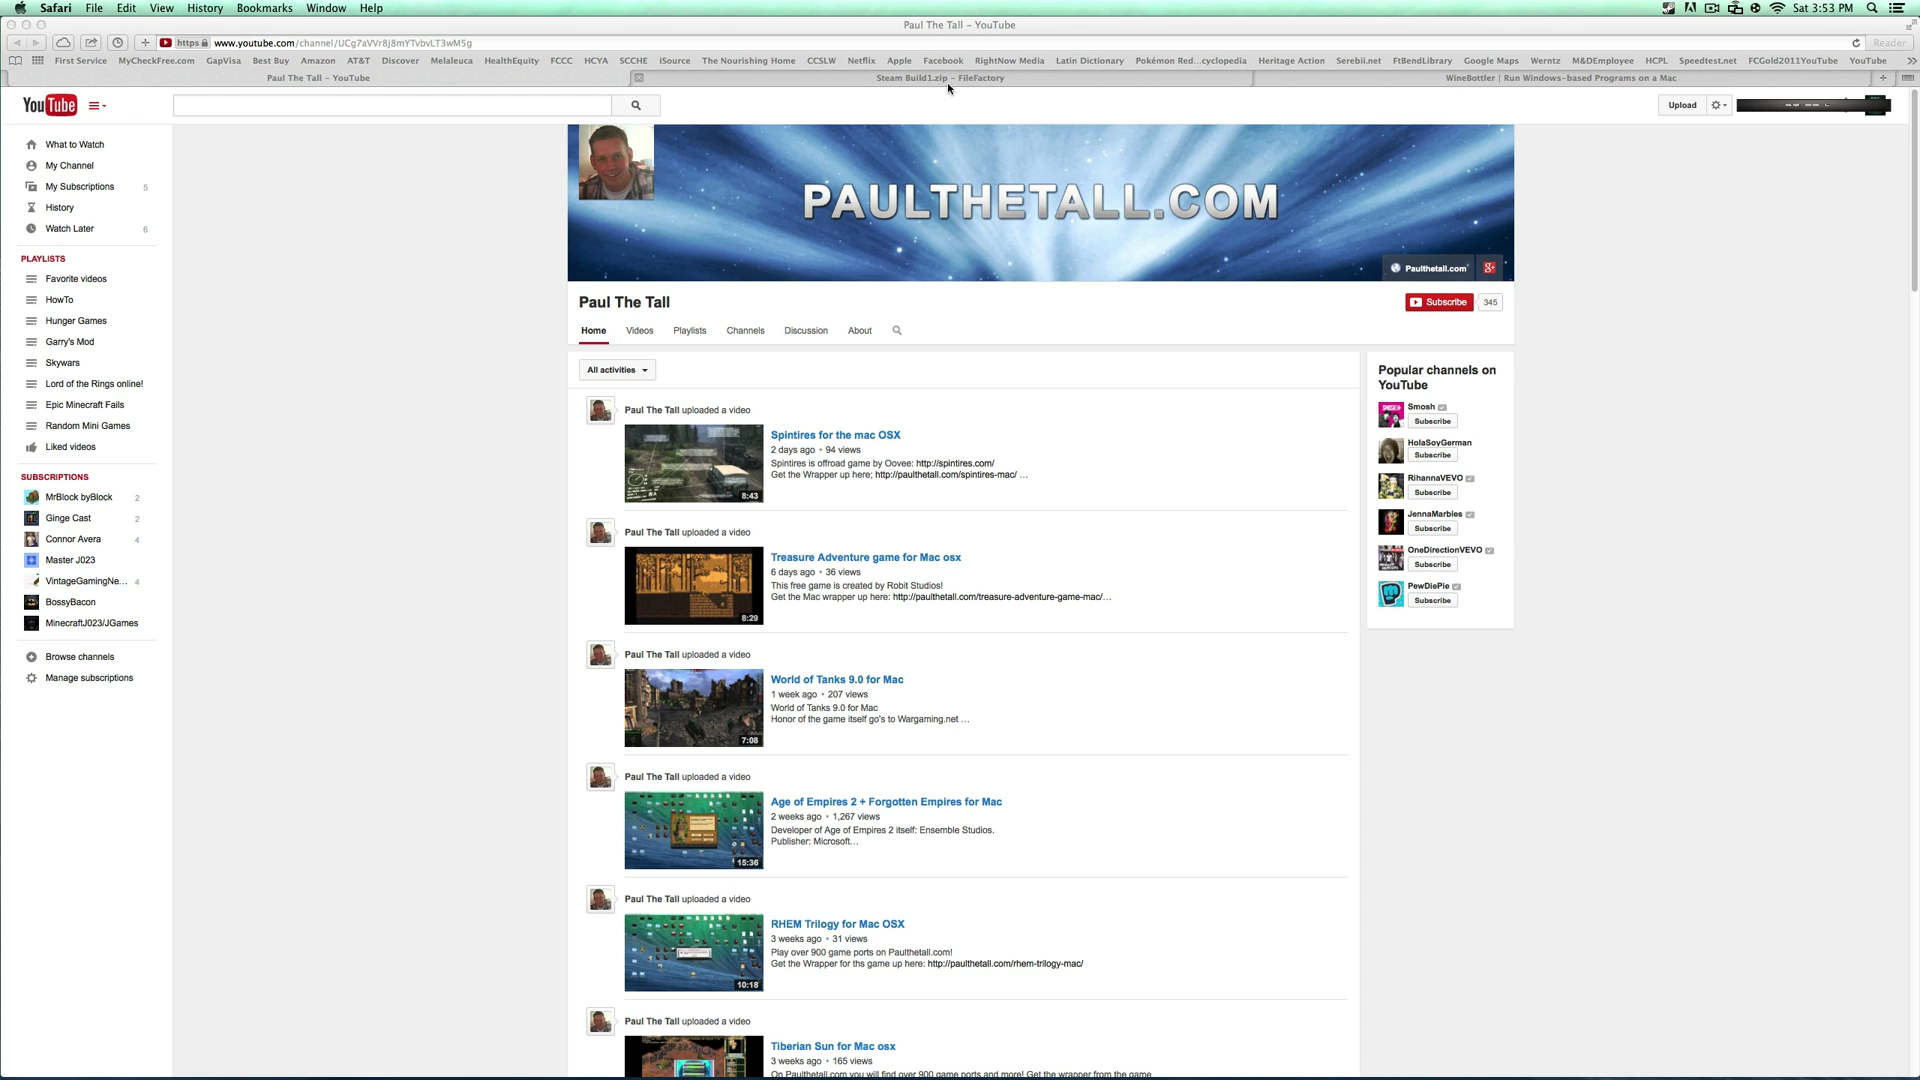 Safari File Edit View History Bookmarks Window Help Sat 3:53 PM
Paul The Tall – YouTube
https www.youtube.com/channel/UCg7aVVr8j8mYTvbvLT3wM5g Reader
First Service MyCheckFree.com GapVisa Best Buy Amazon AT&T Discover Melaleuca HealthEquity FCCC HCYA iSource SCCHE The Nourishing Home CCSLW Netflix Apple Facebook RightNow Media Latin Dictionary Pokémon Red...cyclopedia Heritage Action Serebii.net FtBendLibrary Google Maps Werntz M&DEmployee HCPL Speedtest.net FCGold2011YouTube YouTube
Paul The Tall – YouTube Steam Build1.zip – FileFactory WineBottler | Run Windows-based Programs on a Mac
YouTube Upload
What to Watch
My Channel
My Subscriptions 5
History
Watch Later 6
PLAYLISTS
Favorite videos
HowTo
Hunger Games
Garry's Mod
Skywars
Lord of the Rings online!
Epic Minecraft Fails
Random Mini Games
Liked videos
SUBSCRIPTIONS
MrBlock byBlock 2
Ginge Cast 2
Connor Avera 4
Master J023
VintageGamingNe... 4
BossyBacon
MinecraftJ023/JGames
Browse channels
Manage subscriptions
PAULTHETALL.COM
Paulthetall.com
Paul The Tall Subscribe 345
Home Videos Playlists Channels Discussion About
All activities
Paul The Tall uploaded a video
Spintires for the mac OSX
2 days ago • 94 views
Spintires is offroad game by Oovee: http://spintires.com/
Get the Wrapper up here; http://paulthetall.com/spintires-mac/ ...
8:43
Paul The Tall uploaded a video
Treasure Adventure game for Mac osx
6 days ago • 36 views
This free game is created by Robit Studios!
Get the Mac wrapper up here: http://paulthetall.com/treasure-adventure-game-mac/...
8:29
Paul The Tall uploaded a video
World of Tanks 9.0 for Mac
1 week ago • 207 views
World of Tanks 9.0 for Mac
Honor of the game itself go's to Wargaming.net ...
7:08
Paul The Tall uploaded a video
Age of Empires 2 + Forgotten Empires for Mac
2 weeks ago • 1,267 views
Developer of Age of Empires 2 itself: Ensemble Studios.
Publisher: Microsoft...
15:36
Paul The Tall uploaded a video
RHEM Trilogy for Mac OSX
3 weeks ago • 31 views
Play over 900 game ports on Paulthetall.com!
Get the Wrapper for ths game up here: http://paulthetall.com/rhem-trilogy-mac/
10:18
Paul The Tall uploaded a video
Tiberian Sun for Mac osx
3 weeks ago • 165 views
On Paulthetall.com you will find over 900 game ports and more! Get the wrapper from the game
Popular channels on
YouTube
Smosh
Subscribe
HolaSoyGerman
Subscribe
RihannaVEVO
Subscribe
JennaMarbles
Subscribe
OneDirectionVEVO
Subscribe
PewDiePie
Subscribe